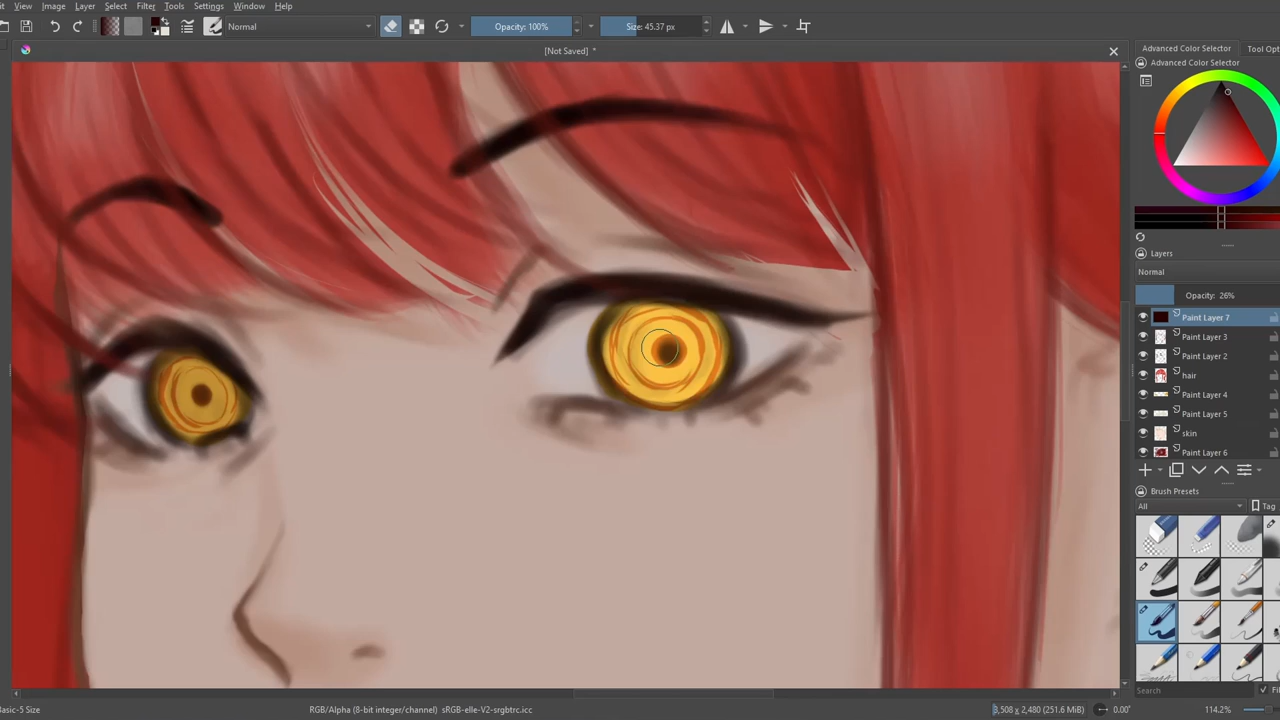 it View Image Layer Select Filter Tools Settings Window Help
Normal
Opacity: 100%
Size: 45.37 px
[Not Saved] *
Advanced Color Selector Tool Opt
Advanced Color Selector
Layers
Normal
Opacity: 26%
Paint Layer 7
Paint Layer 3
Paint Layer 2
hair
Paint Layer 4
Paint Layer 5
skin
Paint Layer 6
Brush Presets
All
Tag
Search
Fi
Basic-5 Size
RGB/Alpha (8-bit integer/channel) sRGB-elle-V2-srgbtrc.icc
3,508 x 2,480 (251.6 MiB)
0.00°
114.2%